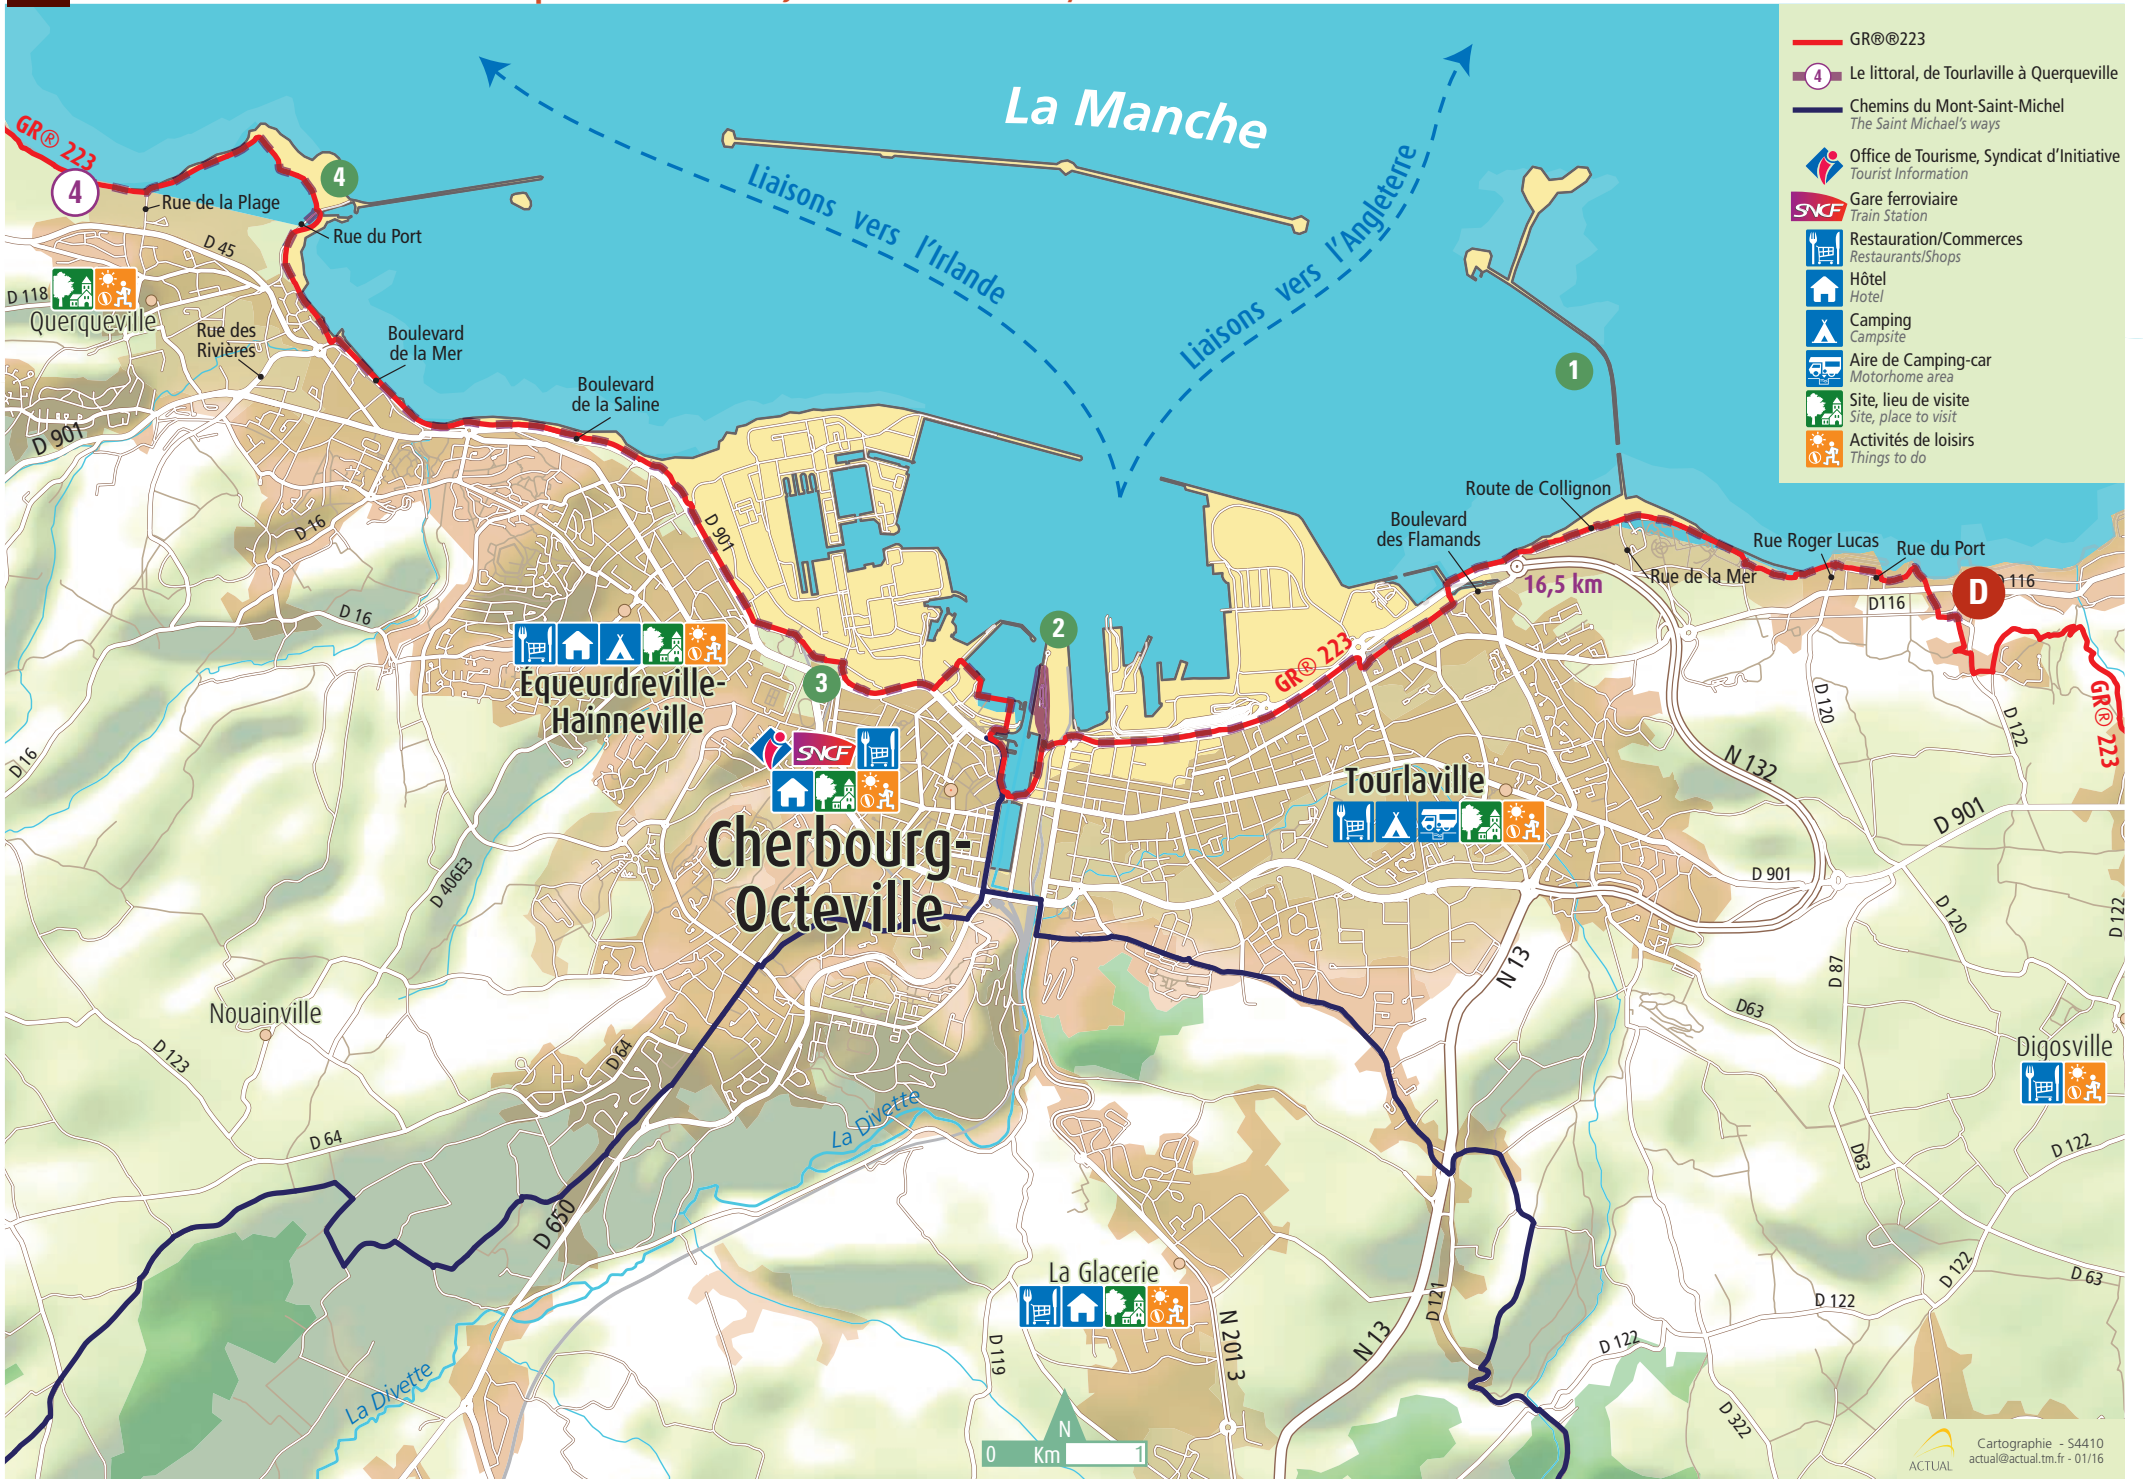 GR®®223
4
Le littoral, de Tourlaville à Querqueville
Chemins du Mont-Saint-Michel
The Saint Michael's ways
Office de Tourisme, Syndicat d'Initiative
Tourist Information
SNCF
Gare ferroviaire
Train Station
Restauration/Commerces
Restaurants/Shops
Hôtel
Hotel
Camping
Campsite
Aire de Camping-car
Motorhome area
Site, lieu de visite
Site, place to visit
Activités de loisirs
Things to do
La Manche
Liaisons vers l'Irlande
Liaisons vers l'Angleterre
GR® 223
4
4
Rue de la Plage
Rue du Port
D 45
D 118
Querqueville
Rue des
Rivières
Boulevard
de la Mer
Boulevard
de la Saline
D 901
D 16
D 901
D 16
D 16
1
Route de Collignon
Boulevard
des Flamands
Rue Roger Lucas
Rue du Port
Rue de la Mer
16,5 km
D
116
D116
2
3
GR® 223
GR® 223
Équeurdreville-
Hainneville
SNCF
Cherbourg-
Octeville
Tourlaville
D 120
D 122
N 132
D 901
D 901
D 120
D 122
D 87
D63
N 13
D 406E3
Nouainville
D 123
D 64
D 64
La Divette
D 650
La Divette
Digosville
D63
D 122
D 122
D 63
D 122
D 122
D 322
La Glacerie
D 119
N 201 3
N 13
D 121
N
0 Km 1
ACTUAL
Cartographie - S4410
actual@actual.tm.fr - 01/16